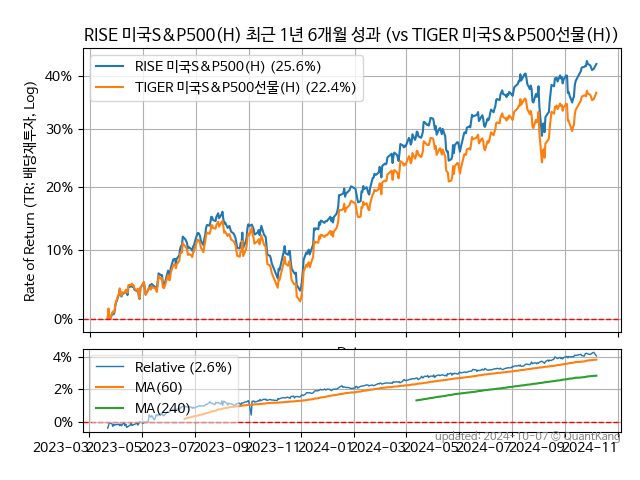 RISE 미국S&P500(H) 최근 1년 6개월 성과 (vs TIGER 미국S&P500선물(H))
RISE 미국S&P500(H) (25.6%)
TIGER 미국S&P500선물(H) (22.4%)
Rate of Return (TR: 배당재투자, Log)
40%
30%
20%
10%
0%
Relative (2.6%)
MA(60)
MA(240)
4%
2%
0%
2023-03
2023-05
2023-07
2023-09
2023-11
2024-01
2024-03
2024-05
2024-07
2024-09
2024-11
updated: 2024-10-07 © QuantKang